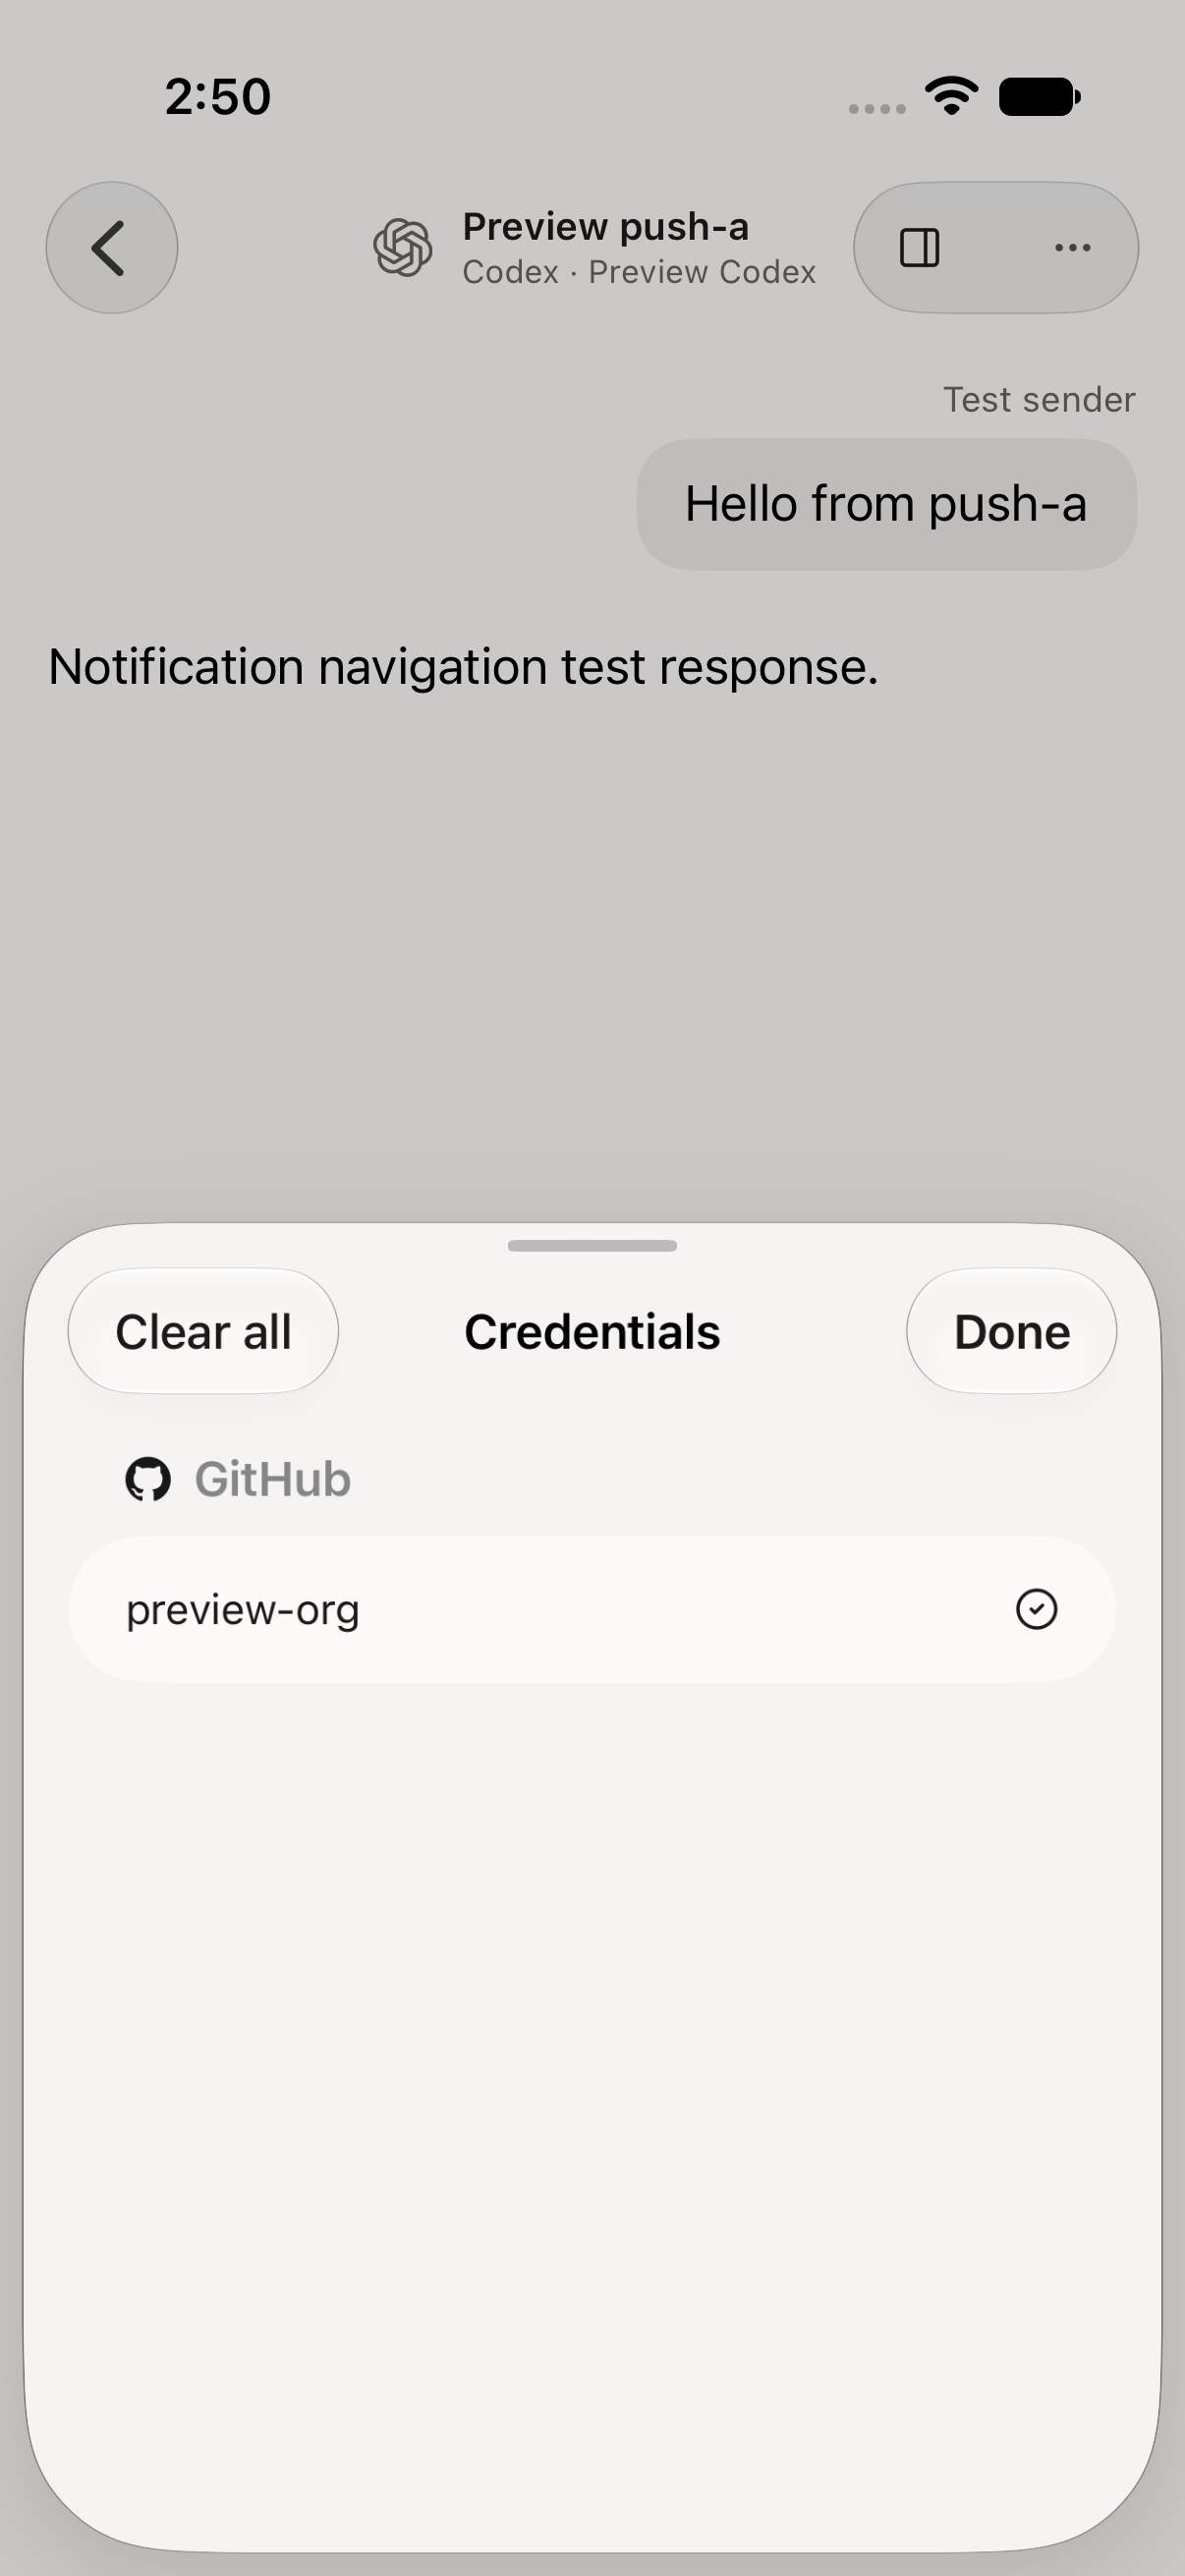 2:50
Preview push-a
Codex · Preview Codex
Test sender
Hello from push-a
Notification navigation test response.
Clear all
Credentials
Done
GitHub
preview-org